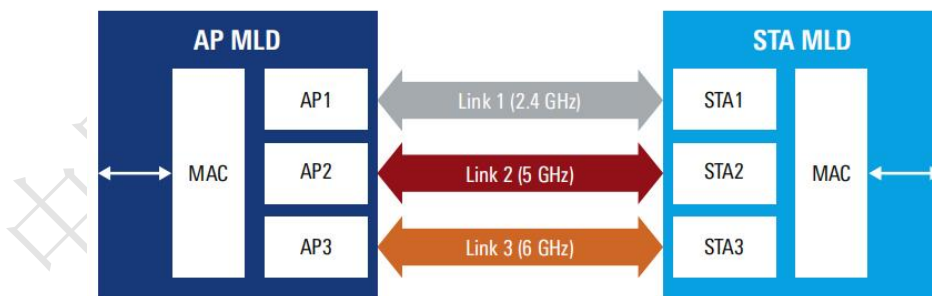 AP MLD
STA MLD
MAC
AP1
AP2
AP3
Link 1 (2.4 GHz)
Link 2 (5 GHz)
Link 3 (6 GHz)
STA1
STA2
STA3
MAC